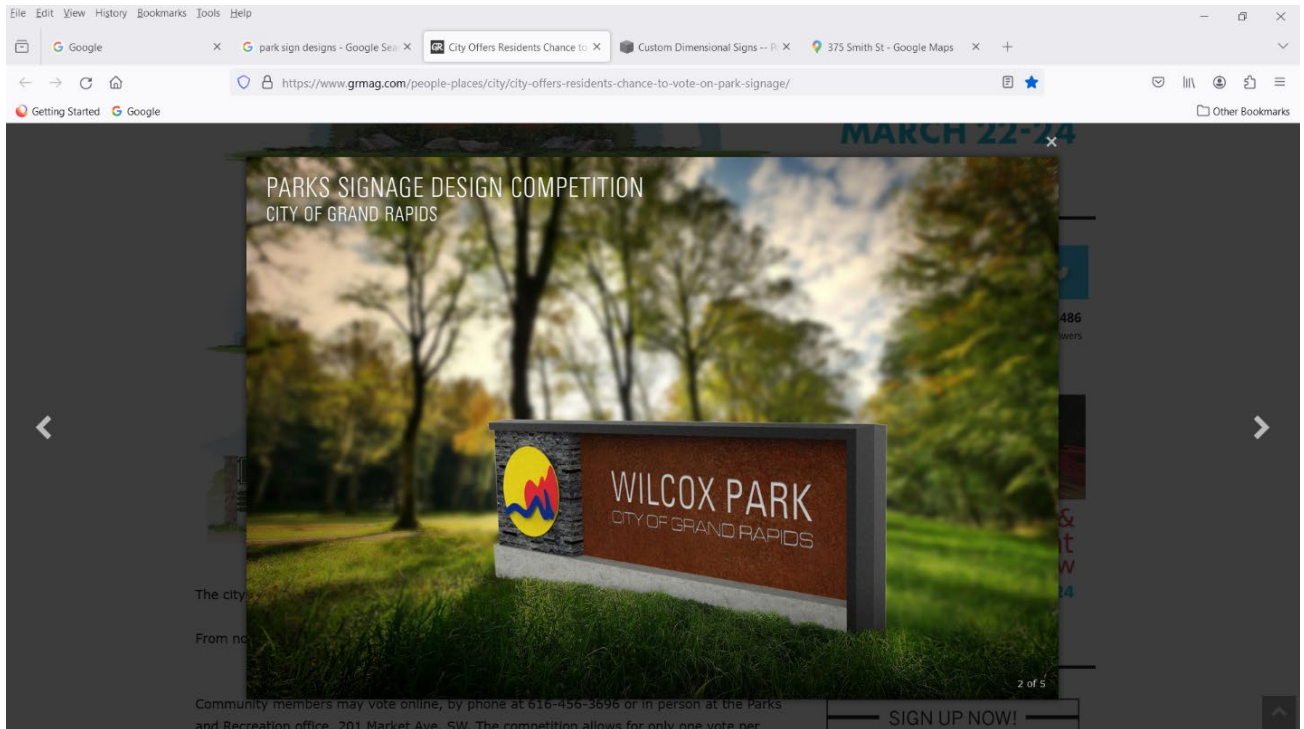 File Edit View History Bookmarks Tools Help
Google
park sign designs - Google Sea
City Offers Residents Chance to
Custom Dimensional Signs --
375 Smith St - Google Maps
https://www.grmag.com/people-places/city/city-offers-residents-chance-to-vote-on-park-signage/
Getting Started
Google
Other Bookmarks
MARCH 22-24
PARKS SIGNAGE DESIGN COMPETITION
CITY OF GRAND RAPIDS
486
WILCOX PARK
CITY OF GRAND RAPIDS
&
The city
From
2 of 5
Community members may vote online, by phone at 616-456-3696 or in person at the Parks
and Recreation office, 201 Market Ave. SW. The competition allows for only one vote per
SIGN UP NOW!